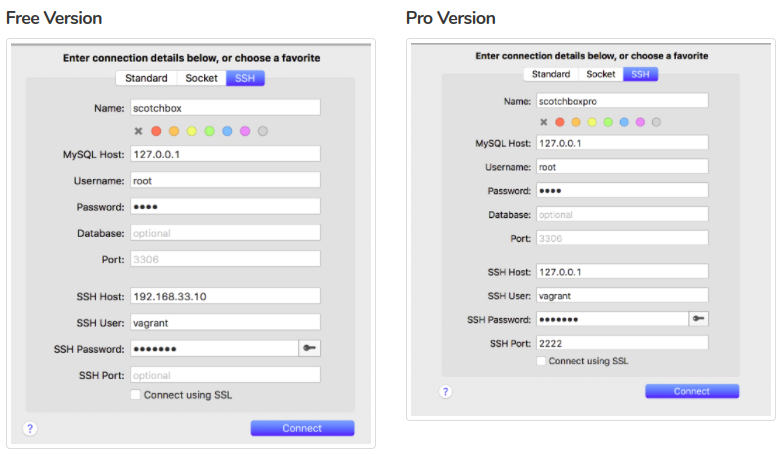 Free Version
Enter connection details below, or choose a favorite
Standard Socket SSH
Name: scotchbox
MySQL Host: 127.0.0.1
Username: root
Password: ●●●●
Database: optional
Port: 3306
SSH Host: 192.168.33.10
SSH User: vagrant
SSH Password: ●●●●●●●
SSH Port: optional
Connect using SSL
? Connect
Pro Version
Enter connection details below, or choose a favorite
Standard Socket SSH
Name: scotchboxpro
MySQL Host: 127.0.0.1
Username: root
Password: ●●●●
Database: optional
Port: 3306
SSH Host: 127.0.0.1
SSH User: vagrant
SSH Password: ●●●●●●●
SSH Port: 2222
Connect using SSL
? Connect